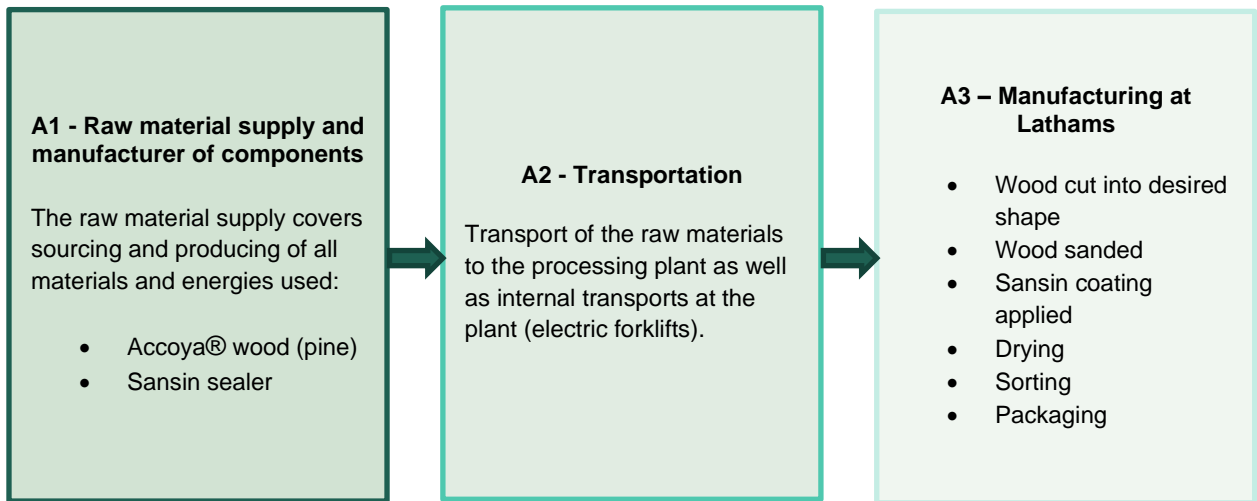 A1 - Raw material supply and
manufacturer of components
The raw material supply covers
sourcing and producing of all
materials and energies used:
• Accoya® wood (pine)
• Sansin sealer
A2 - Transportation
Transport of the raw materials
to the processing plant as well
as internal transports at the
plant (electric forklifts).
A3 – Manufacturing at
Lathams
• Wood cut into desired
shape
• Wood sanded
• Sansin coating
applied
• Drying
• Sorting
• Packaging